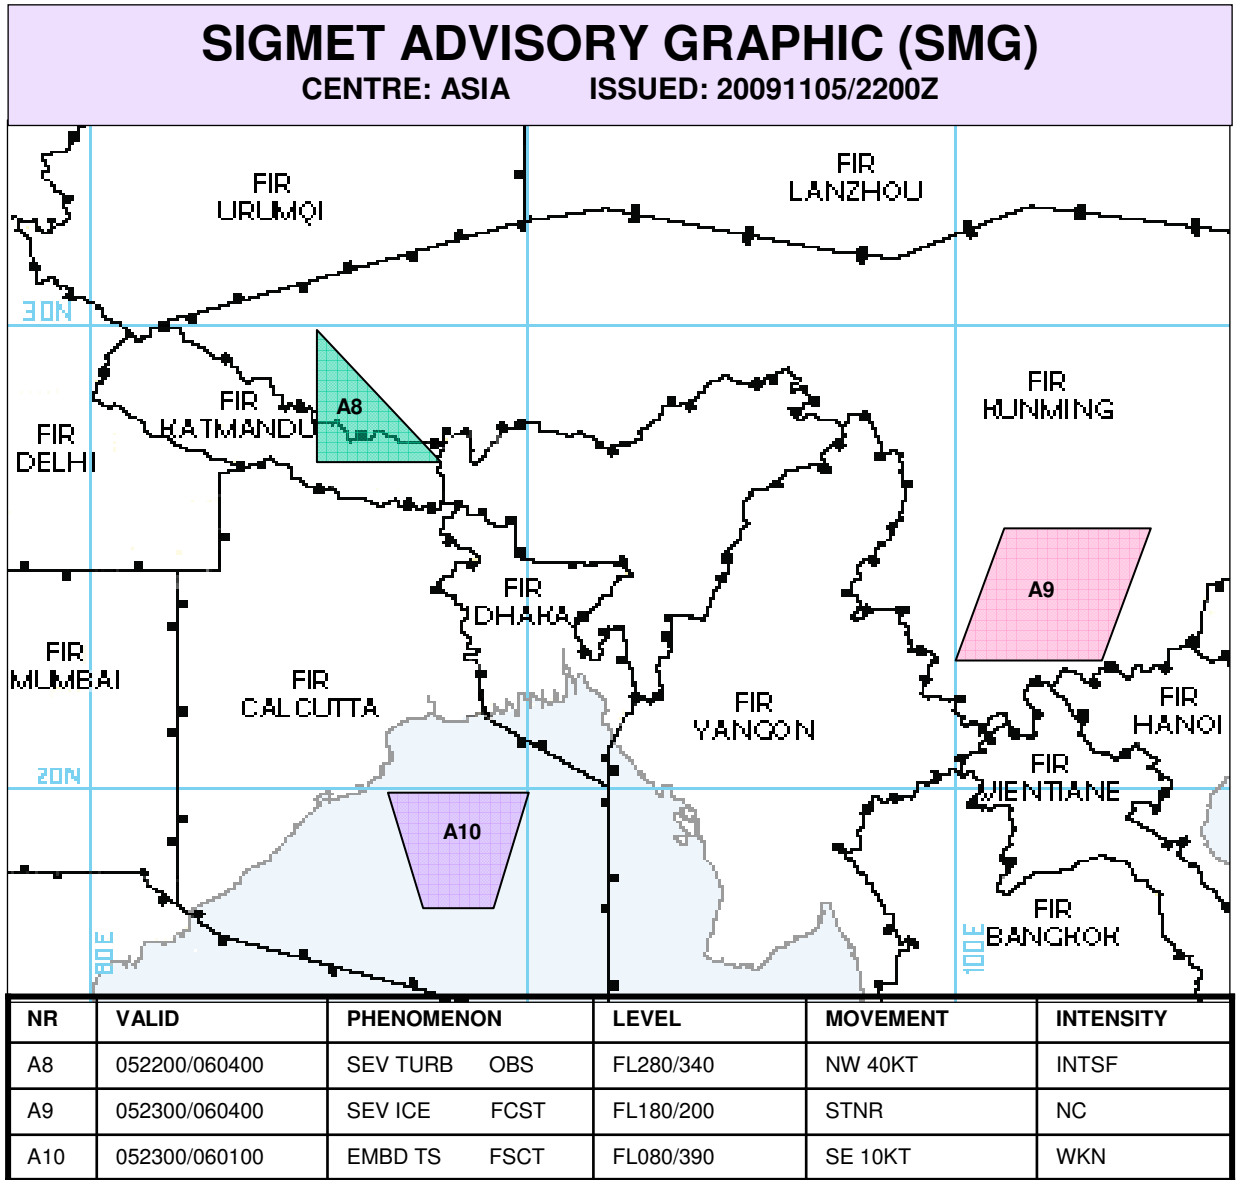 SIGMET ADVISORY GRAPHIC (SMG)
CENTRE: ASIA ISSUED: 20091105/2200Z
FIR
URUMQI
FIR
LANZHOU
30N
FIR
KATMANDU
A8
FIR
KUNMING
FIR
DELHI
FIR
DHAKA
A9
FIR
MUMBAI
FIR
CALCUTTA
FIR
YANGON
FIR
HANOI
20N
FIR
VIENTIANE
A10
FIR
BANGKOK
80E
100E
NR VALID PHENOMENON LEVEL MOVEMENT INTENSITY
A8 052200/060400 SEV TURB OBS FL280/340 NW 40KT INTSF
A9 052300/060400 SEV ICE FCST FL180/200 STNR NC
A10 052300/060100 EMBD TS FSCT FL080/390 SE 10KT WKN